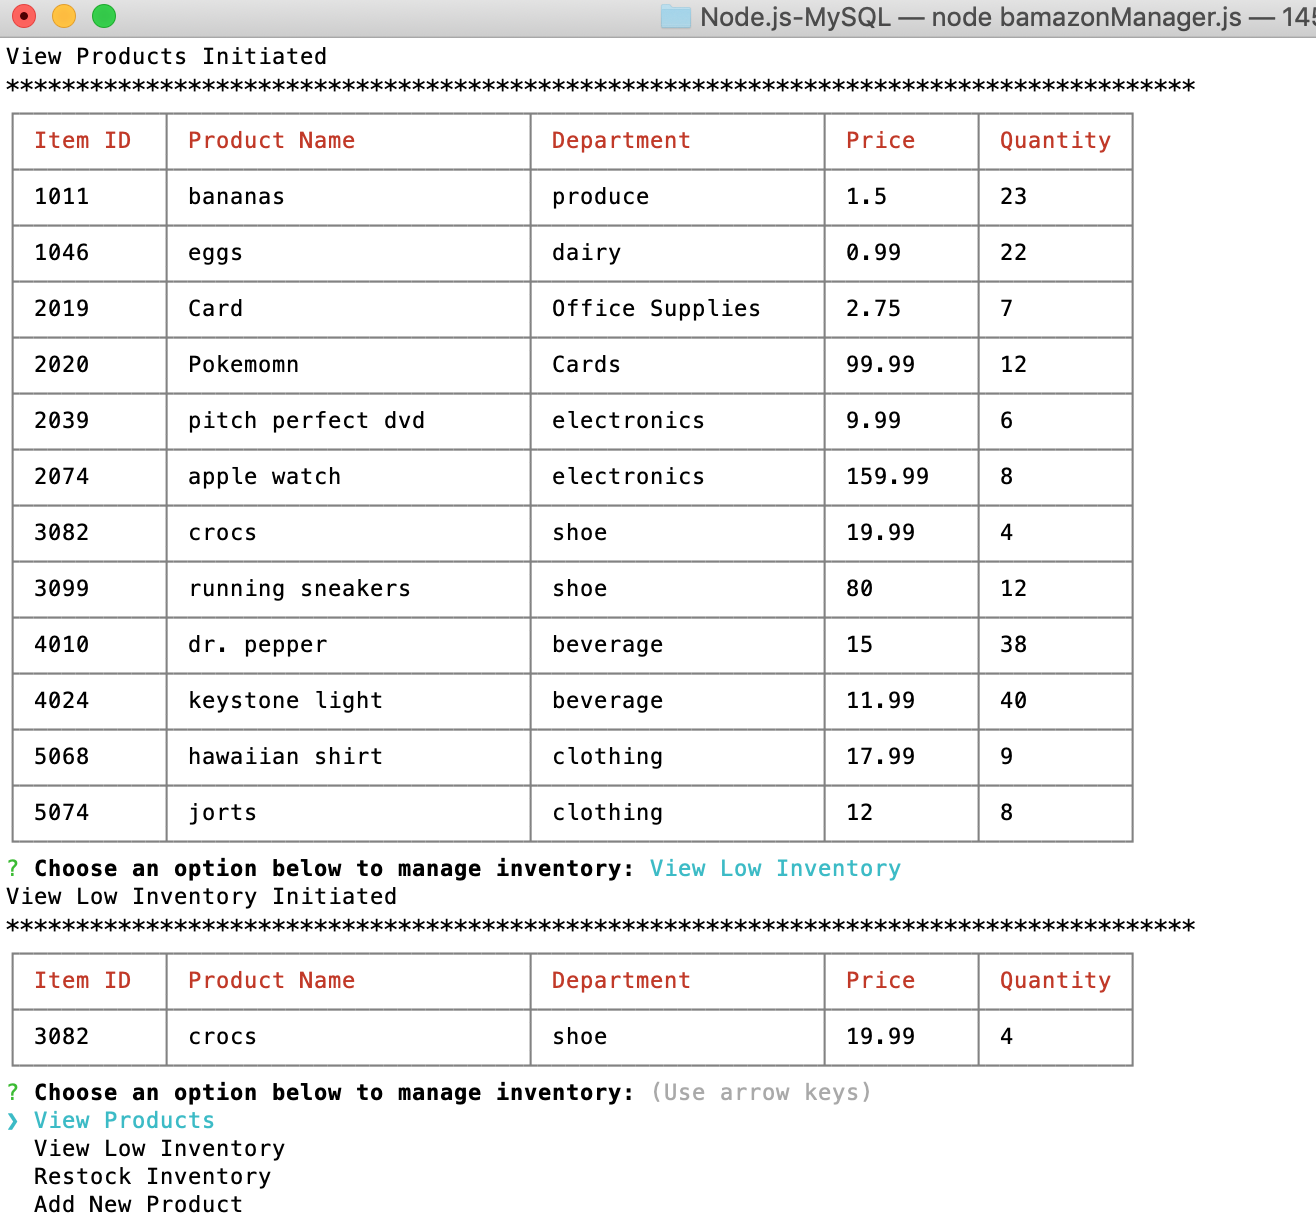 Node.js-MySQL — node bamazonManager.js — 145
View Products Initiated
*************************************************************************************
Item ID Product Name Department Price Quantity
1011 bananas produce 1.5 23
1046 eggs dairy 0.99 22
2019 Card Office Supplies 2.75 7
2020 Pokemomn Cards 99.99 12
2039 pitch perfect dvd electronics 9.99 6
2074 apple watch electronics 159.99 8
3082 crocs shoe 19.99 4
3099 running sneakers shoe 80 12
4010 dr. pepper beverage 15 38
4024 keystone light beverage 11.99 40
5068 hawaiian shirt clothing 17.99 9
5074 jorts clothing 12 8
? Choose an option below to manage inventory: View Low Inventory
View Low Inventory Initiated
*************************************************************************************
Item ID Product Name Department Price Quantity
3082 crocs shoe 19.99 4
? Choose an option below to manage inventory: (Use arrow keys)
❯ View Products
View Low Inventory
Restock Inventory
Add New Product